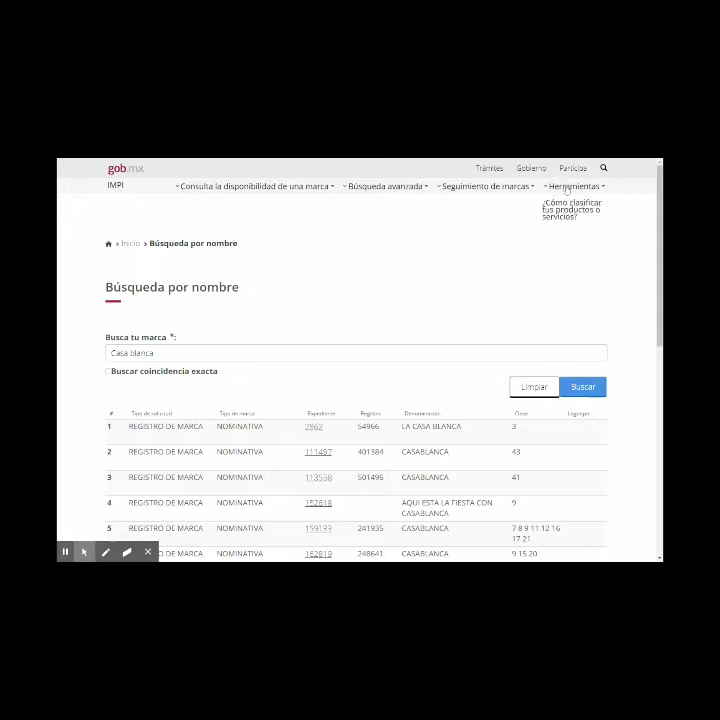 gob.mx
Trámites Gobierno Participa
IMPI
Consulta la disponibilidad de una marca Búsqueda avanzada Seguimiento de marcas Herramientas
¿Cómo clasificar
tus productos o
servicios?
Inicio Búsqueda por nombre
Búsqueda por nombre
Busca tu marca *:
Casa blanca
Buscar coincidencia exacta
Limpiar Buscar
# Tipo de solicitud Tipo de marca Expediente Registro Denominación Clase Logotipo
1 REGISTRO DE MARCA NOMINATIVA 2862 54966 LA CASA BLANCA 3
2 REGISTRO DE MARCA NOMINATIVA 111497 401384 CASABLANCA 43
3 REGISTRO DE MARCA NOMINATIVA 113558 501496 CASABLANCA 41
4 REGISTRO DE MARCA NOMINATIVA 152618 AQUI ESTA LA FIESTA CON 9
CASABLANCA
5 REGISTRO DE MARCA NOMINATIVA 159133 241935 CASABLANCA 7 8 9 11 12 16
17 21
RO DE MARCA NOMINATIVA 162819 248641 CASABLANCA 9 15 20